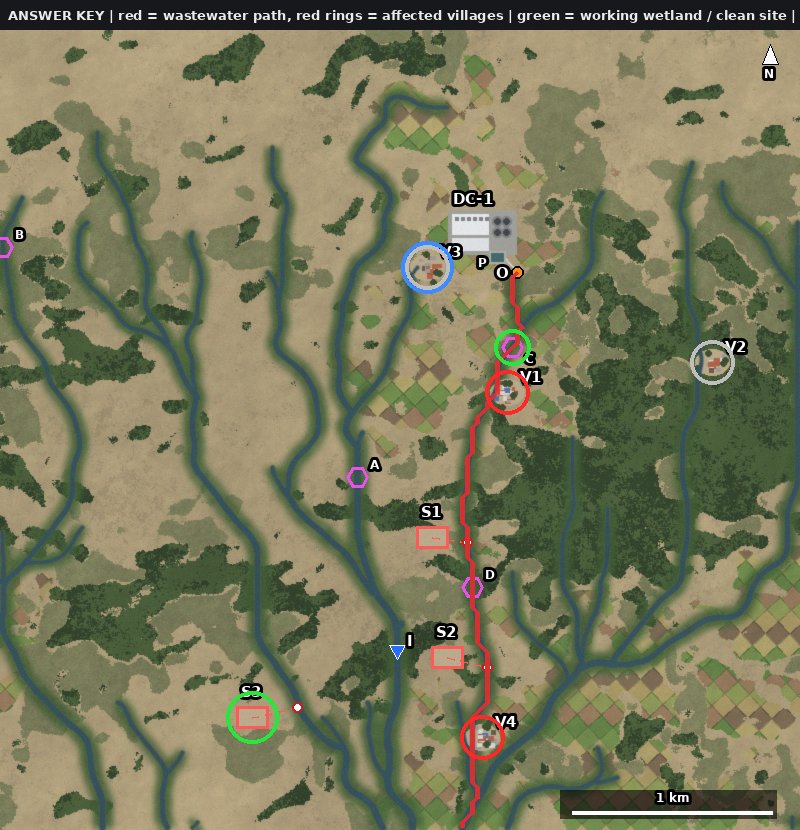 ANSWER KEY | red = wastewater path, red rings = affected villages | green = working wetland / clean site |
N
DC-1
B
V3
P
O
V2
C
V1
A
S1
D
S2
I
S3
V4
1 km